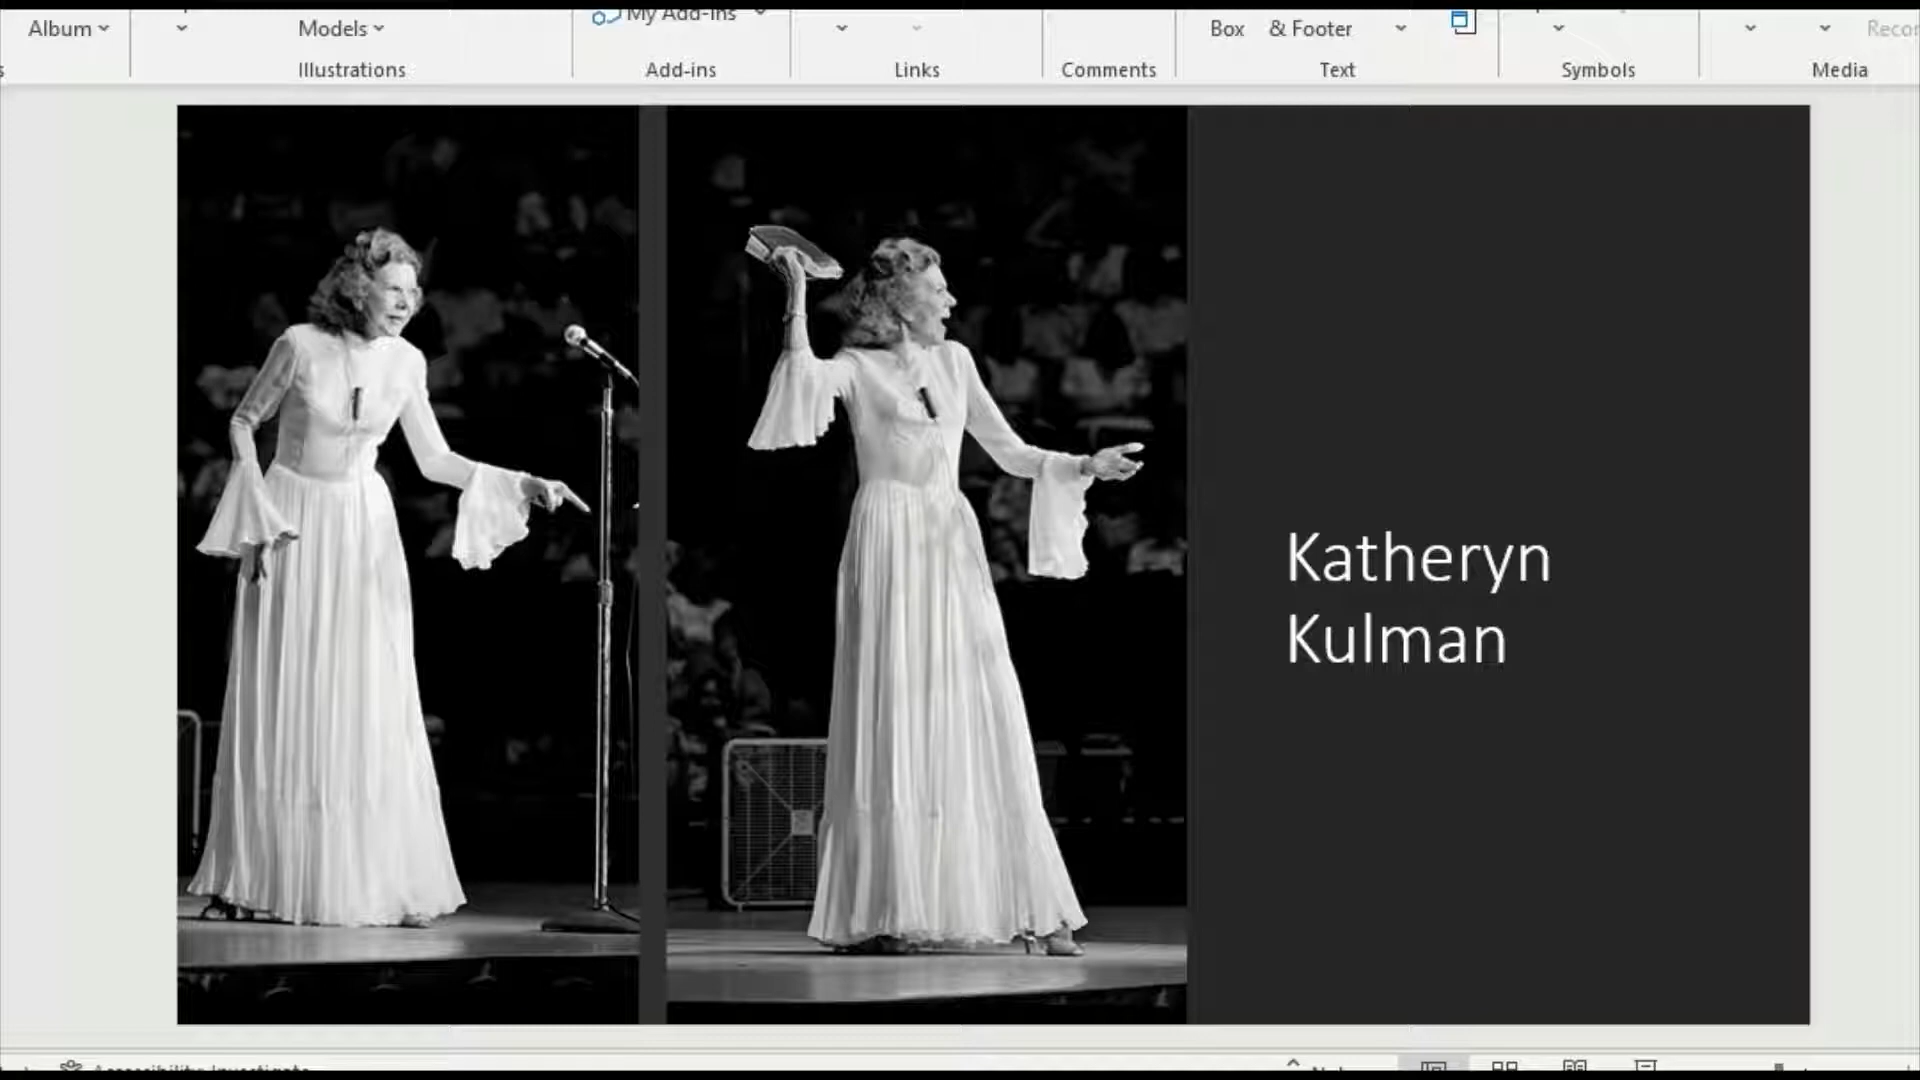 My Add-ins
Album
Models
Box & Footer
Illustrations
Add-ins
Links
Comments
Text
Symbols
Media
Katheryn
Kulman